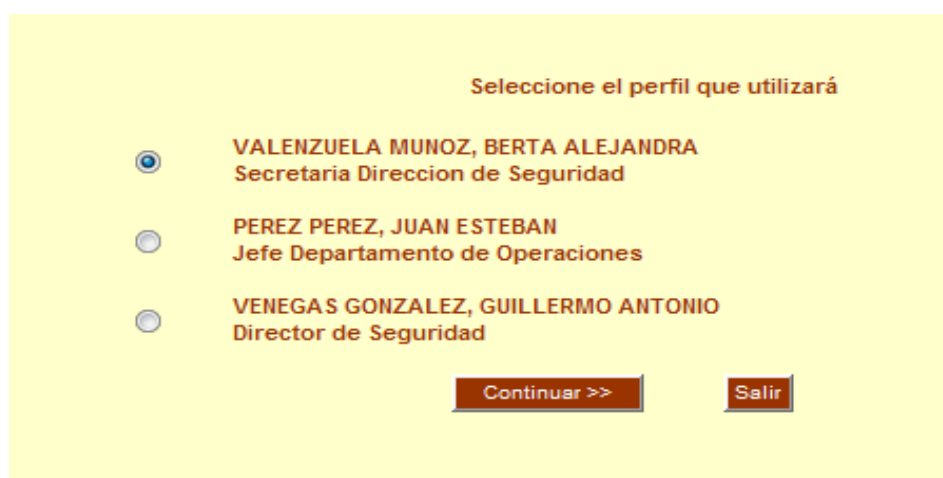 Seleccione el perfil que utilizará
VALENZUELA MUNOZ, BERTA ALEJANDRA
Secretaria Direccion de Seguridad
PEREZ PEREZ, JUAN ESTEBAN
Jefe Departamento de Operaciones
VENEGAS GONZALEZ, GUILLERMO ANTONIO
Director de Seguridad
Continuar >>
Salir